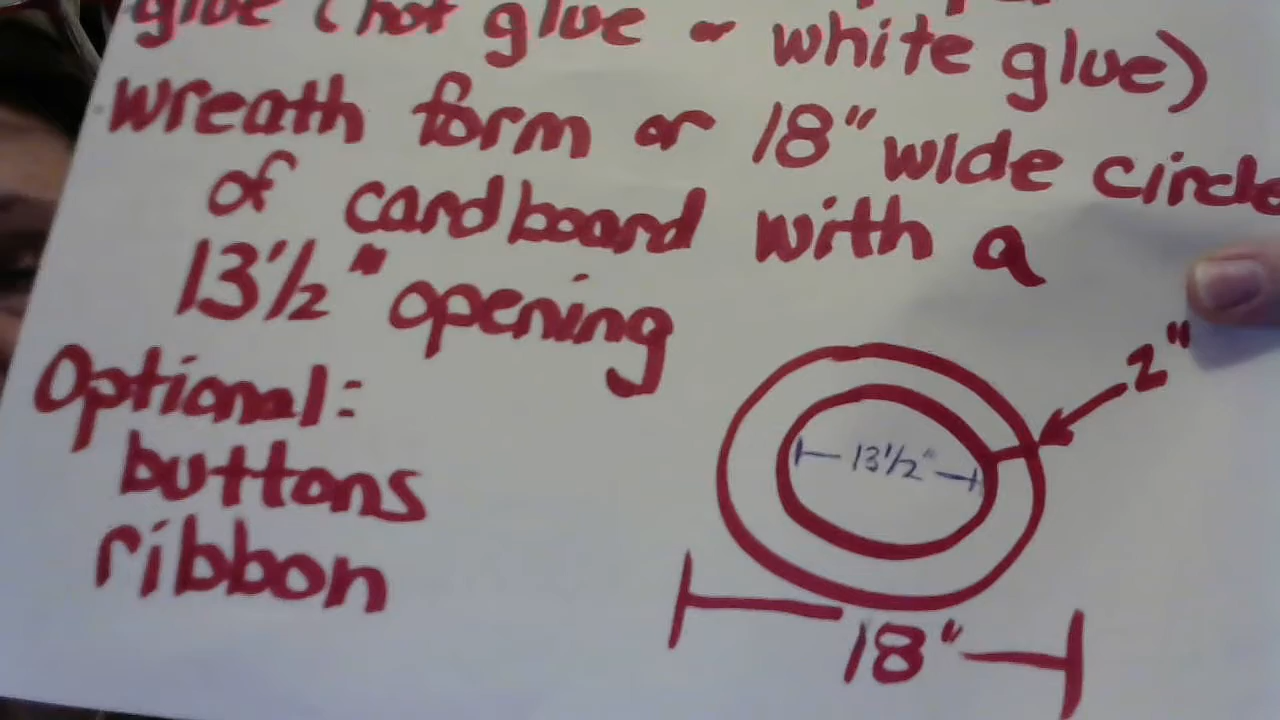 glue (hot glue or white glue)
wreath form or 18" wide circle
of cardboard with a
13½" opening
Optional:
buttons
ribbon
2"
13½"
18"